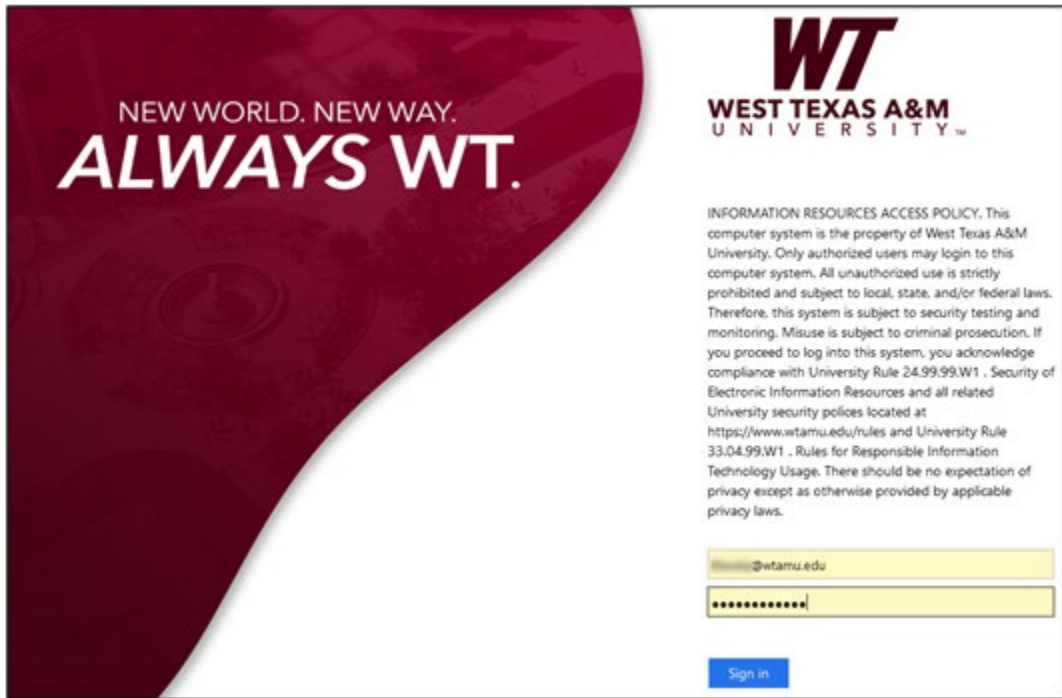 NEW WORLD. NEW WAY.
ALWAYS WT.
WT
WEST TEXAS A&M
UNIVERSITY™
INFORMATION RESOURCES ACCESS POLICY. This
computer system is the property of West Texas A&M
University. Only authorized users may login to this
computer system. All unauthorized use is strictly
prohibited and subject to local, state, and/or federal laws.
Therefore, this system is subject to security testing and
monitoring. Misuse is subject to criminal prosecution. If
you proceed to log into this system, you acknowledge
compliance with University Rule 24.99.99.W1 . Security of
Electronic Information Resources and all related
University security polices located at
https://www.wtamu.edu/rules and University Rule
33.04.99.W1 . Rules for Responsible Information
Technology Usage. There should be no expectation of
privacy except as otherwise provided by applicable
privacy laws.
@wtamu.edu
••••••••••••
Sign in